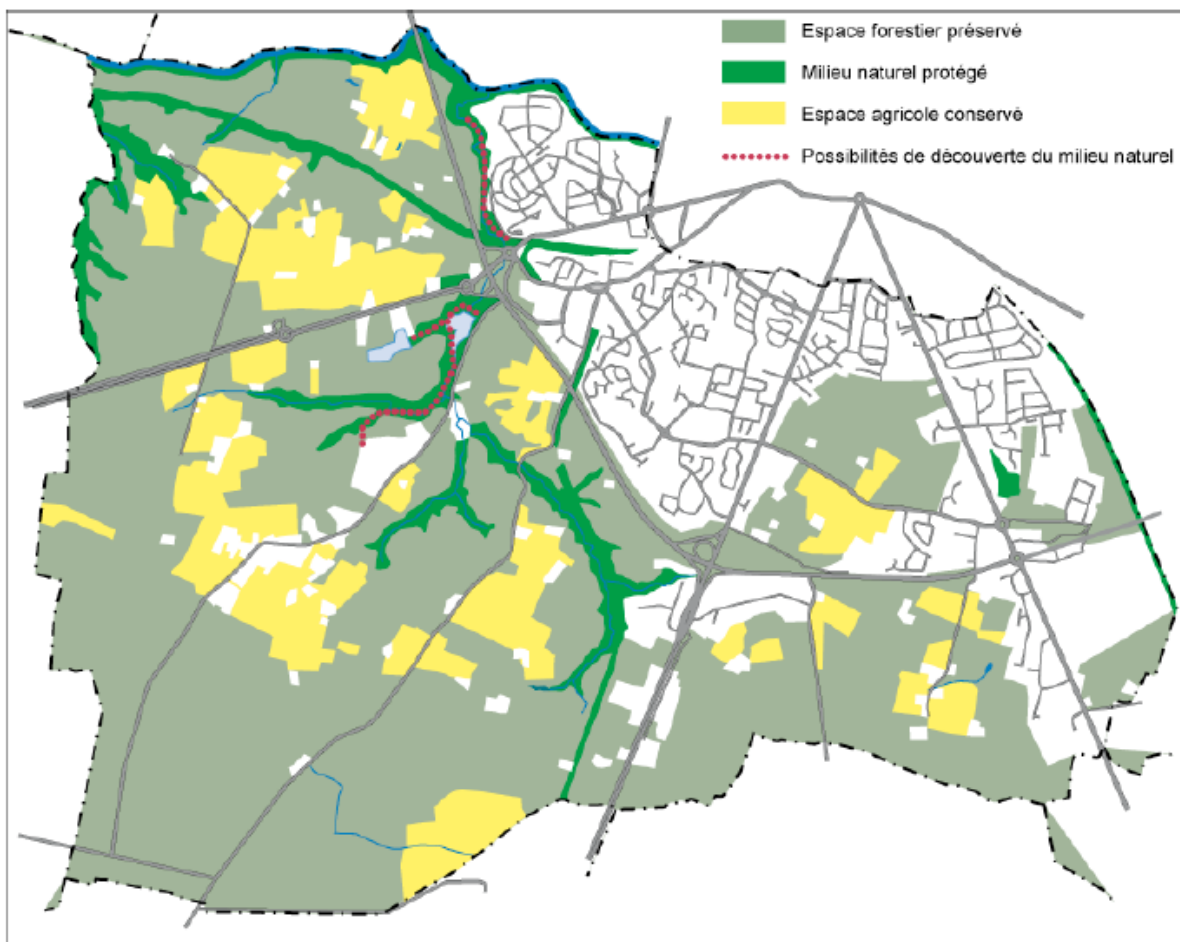 Espace forestier préservé
Milieu naturel protégé
Espace agricole conservé
Possibilités de découverte du milieu naturel